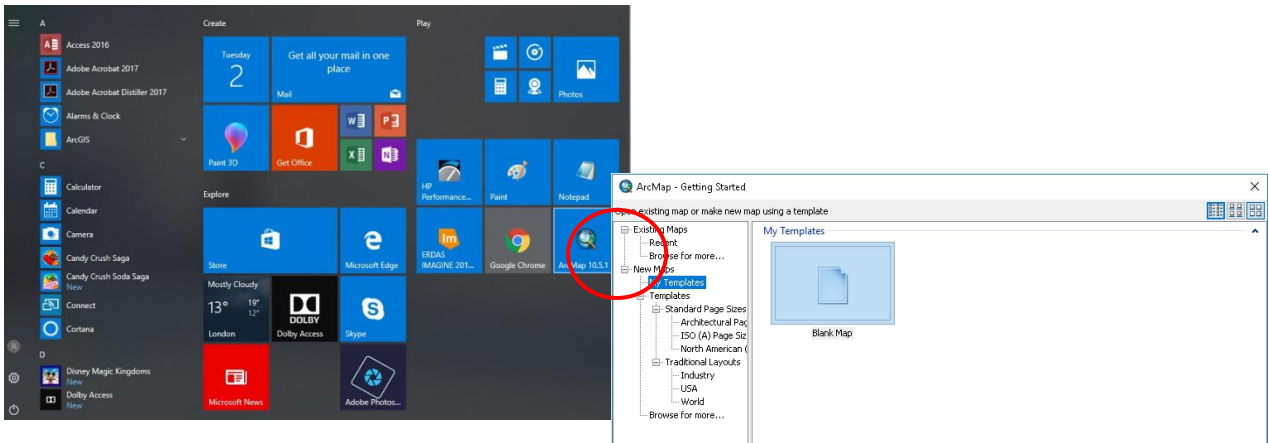 A
Access 2016
Adobe Acrobat 2017
Adobe Acrobat Distiller 2017
Alarms & Clock
ArcGIS
C
Calculator
Calendar
Camera
Candy Crush Saga
Candy Crush Soda Saga
New
Connect
Cortana
D
Disney Magic Kingdoms
New
Dolby Access
New
Create
Tuesday
2
Get all your mail in one
place
Mail
Paint 3D
Get Office
Explore
Store
Microsoft Edge
Mostly Cloudy
13° 19°
12°
London
DOLBY
Dolby Access
Skype
Microsoft News
Adobe Photos...
Play
Photos
HP
Performance...
Paint
Notepad
ERDAS
IMAGINE 201...
Google Chrome
ArcMap 10.5.1
ArcMap - Getting Started
Open existing map or make new map using a template
Existing Maps
Recent
Browse for more...
New Maps
My Templates
Templates
Standard Page Sizes
Architectural Pag
ISO (A) Page Siz
North American (
Traditional Layouts
Industry
USA
World
Browse for more...
My Templates
Blank Map